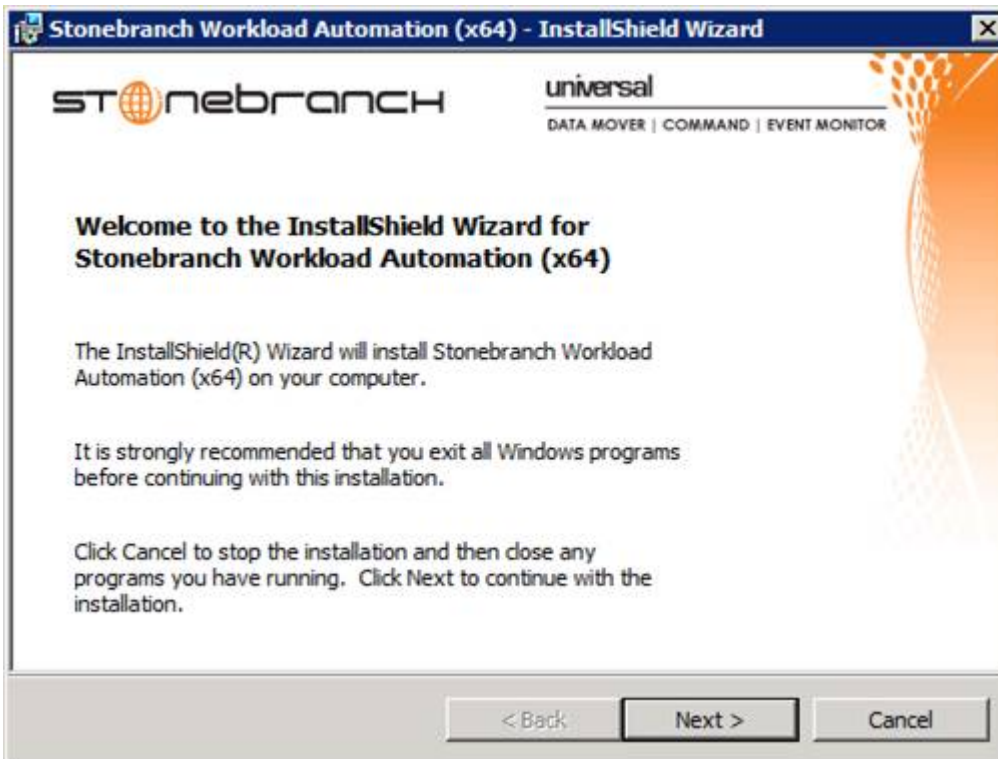 Stonebranch Workload Automation (x64) - InstallShield Wizard
STONEBRANCH
universal
DATA MOVER | COMMAND | EVENT MONITOR
Welcome to the InstallShield Wizard for
Stonebranch Workload Automation (x64)
The InstallShield(R) Wizard will install Stonebranch Workload
Automation (x64) on your computer.
It is strongly recommended that you exit all Windows programs
before continuing with this installation.
Click Cancel to stop the installation and then close any
programs you have running. Click Next to continue with the
installation.
< Back
Next >
Cancel